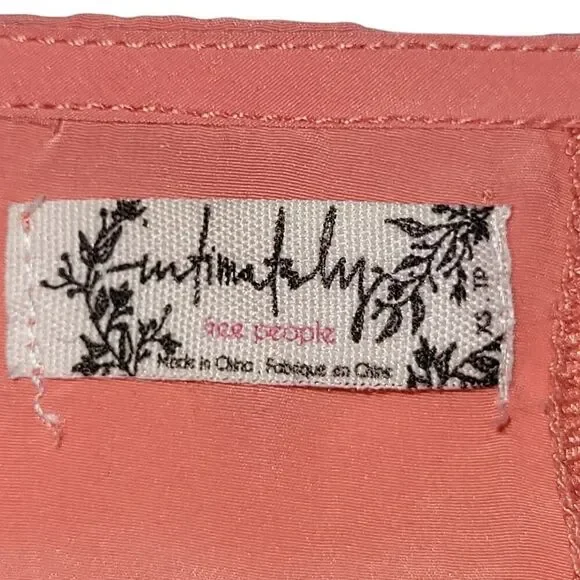 intimately
free people
Made in China . Fabriqué en Chine
XS . TP